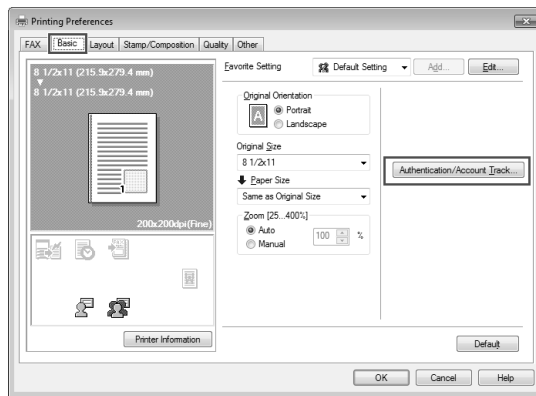 Printing Preferences
FAX Basic Layout Stamp/Composition Quality Other
8 1/2x11 (215.9x279.4 mm)
8 1/2x11 (215.9x279.4 mm)
1
200x200dpi(Fine)
Printer Information
Favorite Setting Default Setting Add... Edit...
Original Orientation
A
Portrait
Landscape
Original Size
8 1/2x11
Paper Size
Same as Original Size
Zoom [25...400%]
Auto
Manual
100 %
Authentication/Account Track...
Default
OK Cancel Help